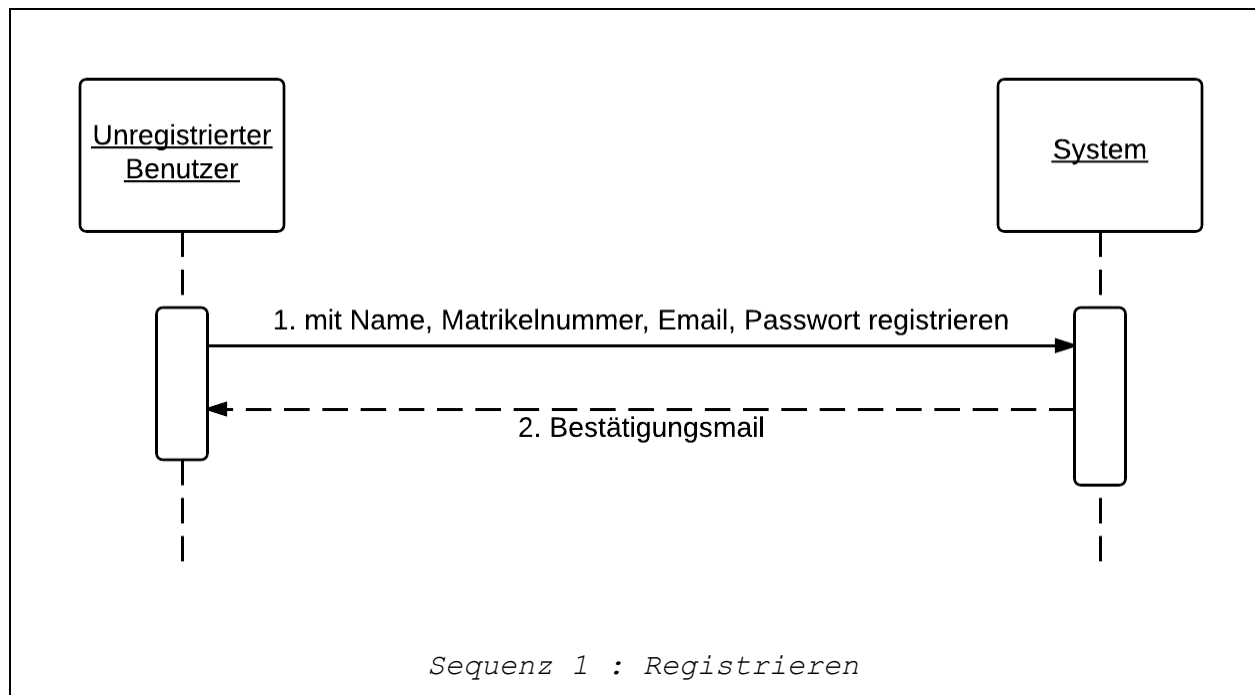 Unregistrierter
Benutzer
System
1. mit Name, Matrikelnummer, Email, Passwort registrieren
2. Bestätigungsmail
Sequenz 1 : Registrieren